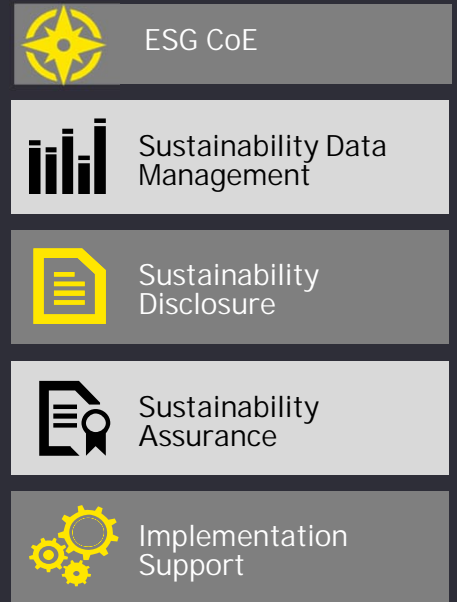 ESG CoE
Sustainability Data
Management
Sustainability
Disclosure
Sustainability
Assurance
Implementation
Support